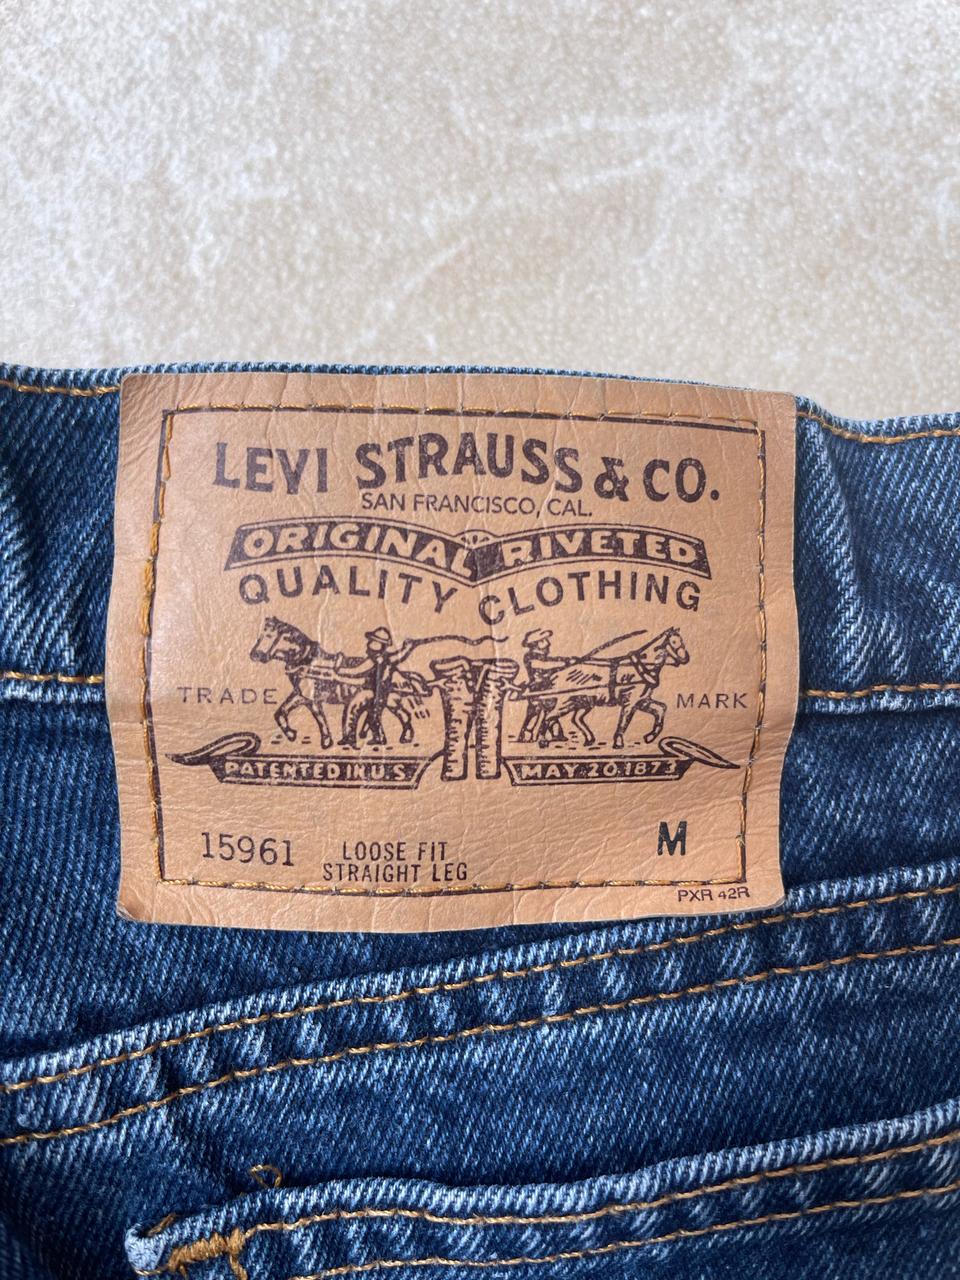 LEVI STRAUSS & CO.
SAN FRANCISCO, CAL.
ORIGINAL RIVETED
QUALITY CLOTHING
TRADE MARK
PATENTED IN U.S MAY 20.1873
15961 LOOSE FIT M
STRAIGHT LEG
PXR 42R